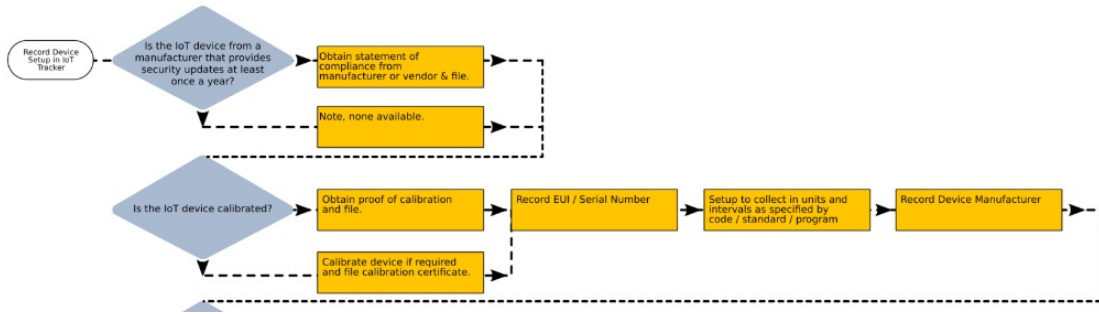 Record Device
Setup in IoT
Tracker
Is the IoT device from a
manufacturer that provides
security updates at least
once a year?
Obtain statement of
compliance from
manufacturer or vendor & file.
Note, none available.
Is the IoT device calibrated?
Obtain proof of calibration
and file.
Record EUI / Serial Number
Setup to collect in units and
intervals as specified by
code / standard / program
Record Device Manufacturer
Calibrate device if required
and file calibration certificate.